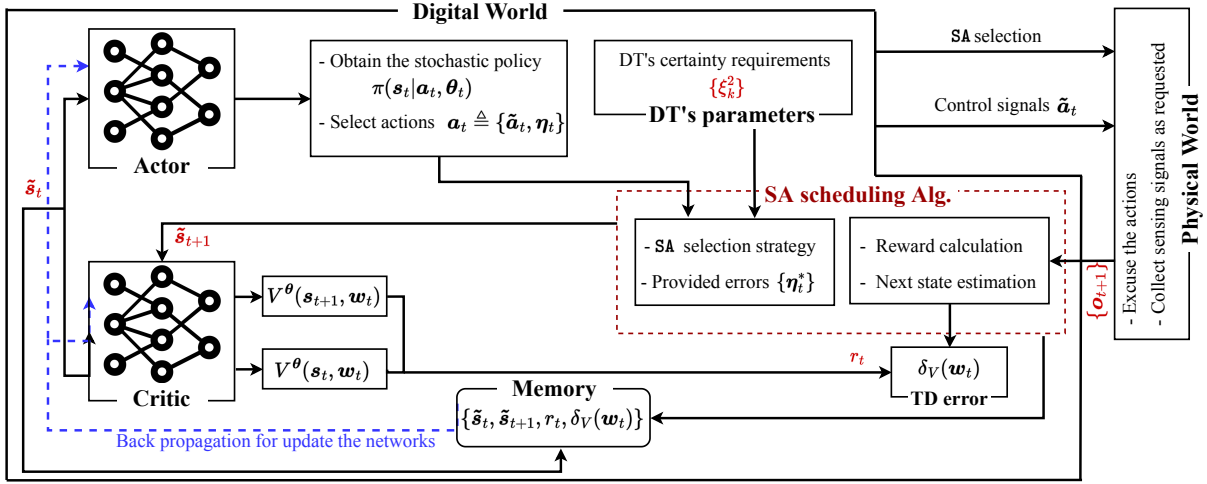 Digital World
- Obtain the stochastic policy
π(s_t|a_t, θ_t)
- Select actions a_t ≜ {ã_t, η_t}
Actor
DT's certainty requirements
{ξ_k^2}
DT's parameters
SA selection
Control signals ã_t
Physical World
- Excuse the actions
- Collect sensing signals as requested
s̃_t
SA scheduling Alg.
s̃_{t+1}
- SA selection strategy
- Provided errors {η_t^*}
- Reward calculation
- Next state estimation
{o_{t+1}}
V^θ(s_{t+1}, w_t)
V^θ(s_t, w_t)
Critic
r_t
δ_V(w_t)
TD error
Memory
{s̃_t, s̃_{t+1}, r_t, δ_V(w_t)}
Back propagation for update the networks